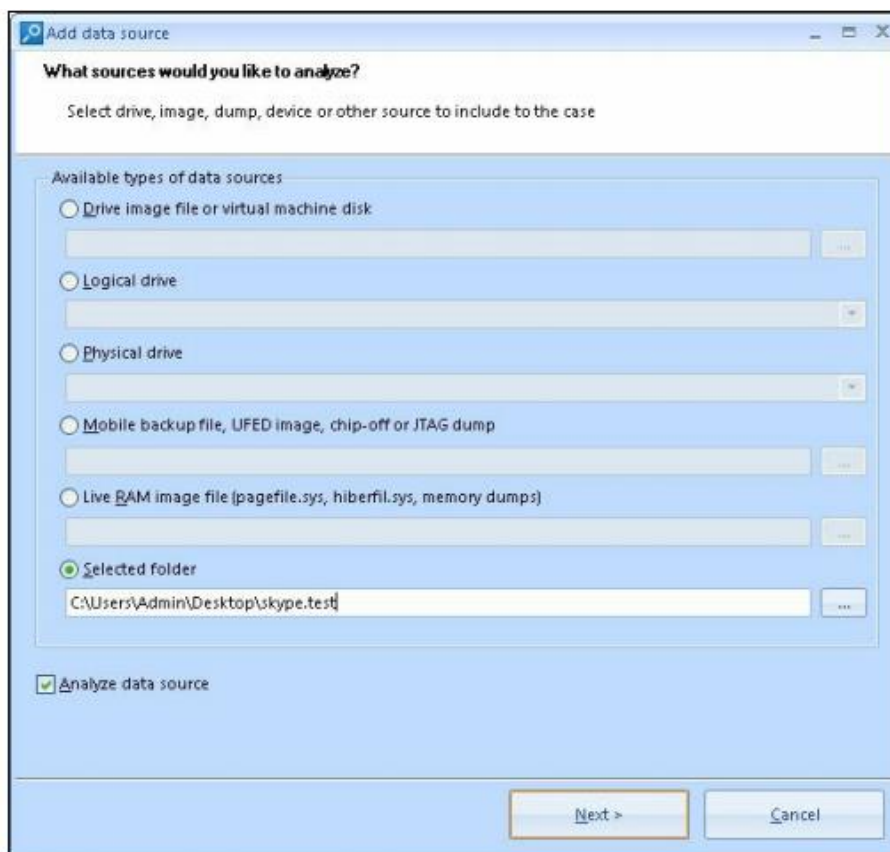 Add data source
What sources would you like to analyze?
Select drive, image, dump, device or other source to include to the case
Available types of data sources
Drive image file or virtual machine disk
...
Logical drive
Physical drive
Mobile backup file, UFED image, chip-off or JTAG dump
...
Live RAM image file (pagefile.sys, hiberfil.sys, memory dumps)
...
Selected folder
C:\Users\Admin\Desktop\skype.test
...
Analyze data source
Next >
Cancel